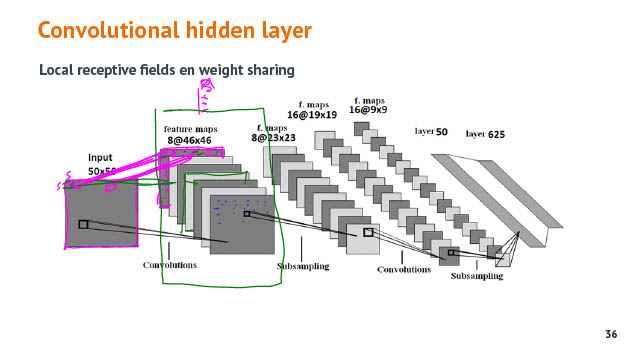 Convolutional hidden layer
Local receptive fields en weight sharing
Input
50x50
feature maps
8@46x46
f. maps
8@23x23
f. maps
16@19x19
f. maps
16@9x9
layer 50
layer 625
Convolutions
Subsampling
Convolutions
Subsampling
36